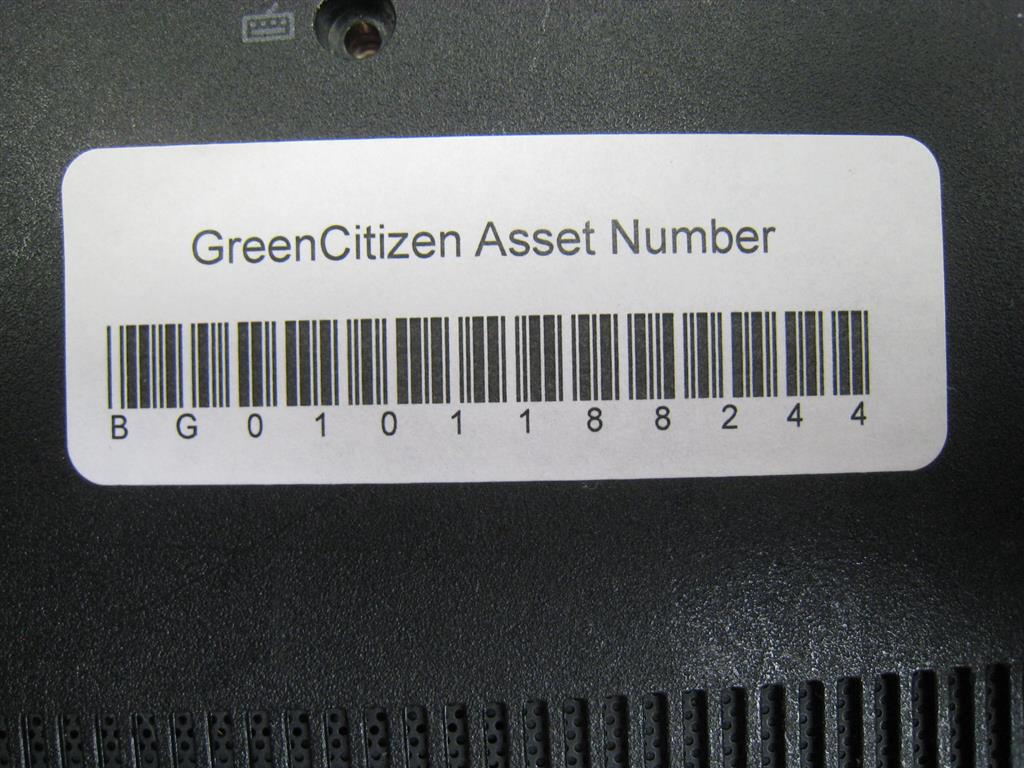 GreenCitizen Asset Number
B G 0 1 0 1 1 8 8 2 4 4